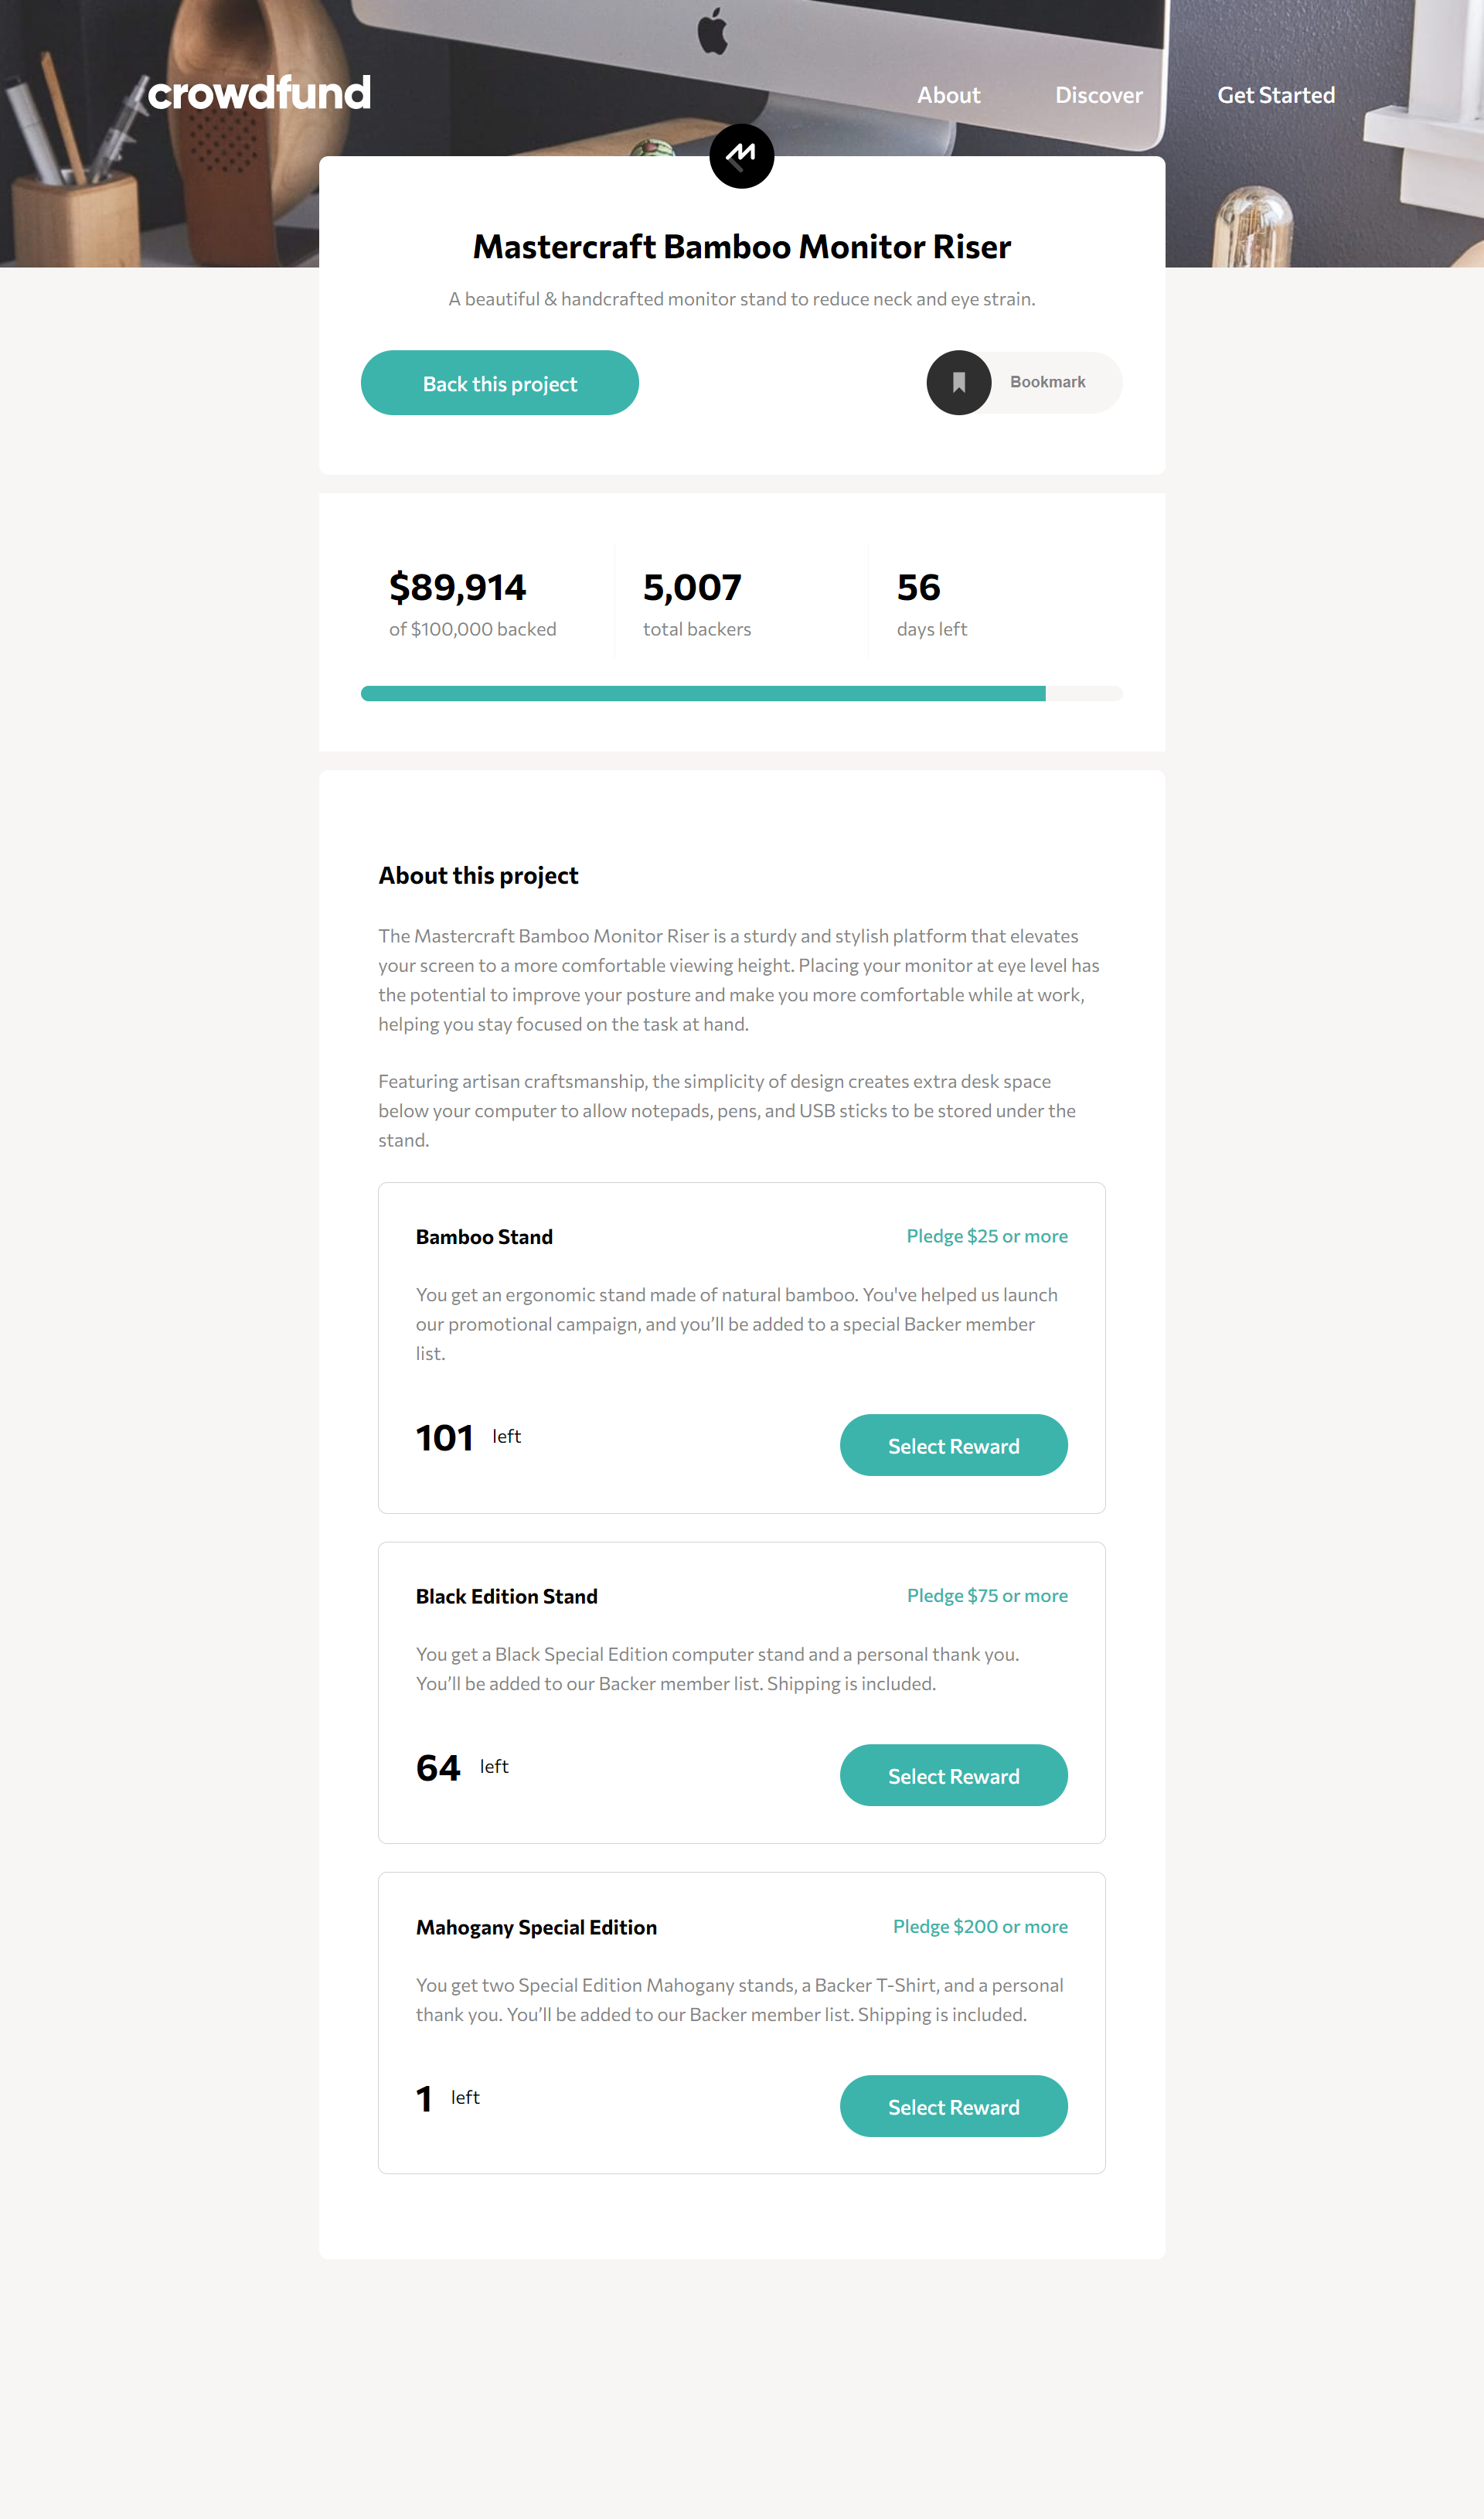 crowdfund
About
Discover
Get Started
Mastercraft Bamboo Monitor Riser
A beautiful & handcrafted monitor stand to reduce neck and eye strain.
Back this project
Bookmark
$89,914
of $100,000 backed
5,007
total backers
56
days left
About this project
The Mastercraft Bamboo Monitor Riser is a sturdy and stylish platform that elevates
your screen to a more comfortable viewing height. Placing your monitor at eye level has
the potential to improve your posture and make you more comfortable while at work,
helping you stay focused on the task at hand.
Featuring artisan craftsmanship, the simplicity of design creates extra desk space
below your computer to allow notepads, pens, and USB sticks to be stored under the
stand.
Bamboo Stand
Pledge $25 or more
You get an ergonomic stand made of natural bamboo. You've helped us launch
our promotional campaign, and you’ll be added to a special Backer member
list.
101 left
Select Reward
Black Edition Stand
Pledge $75 or more
You get a Black Special Edition computer stand and a personal thank you.
You’ll be added to our Backer member list. Shipping is included.
64 left
Select Reward
Mahogany Special Edition
Pledge $200 or more
You get two Special Edition Mahogany stands, a Backer T-Shirt, and a personal
thank you. You’ll be added to our Backer member list. Shipping is included.
1 left
Select Reward